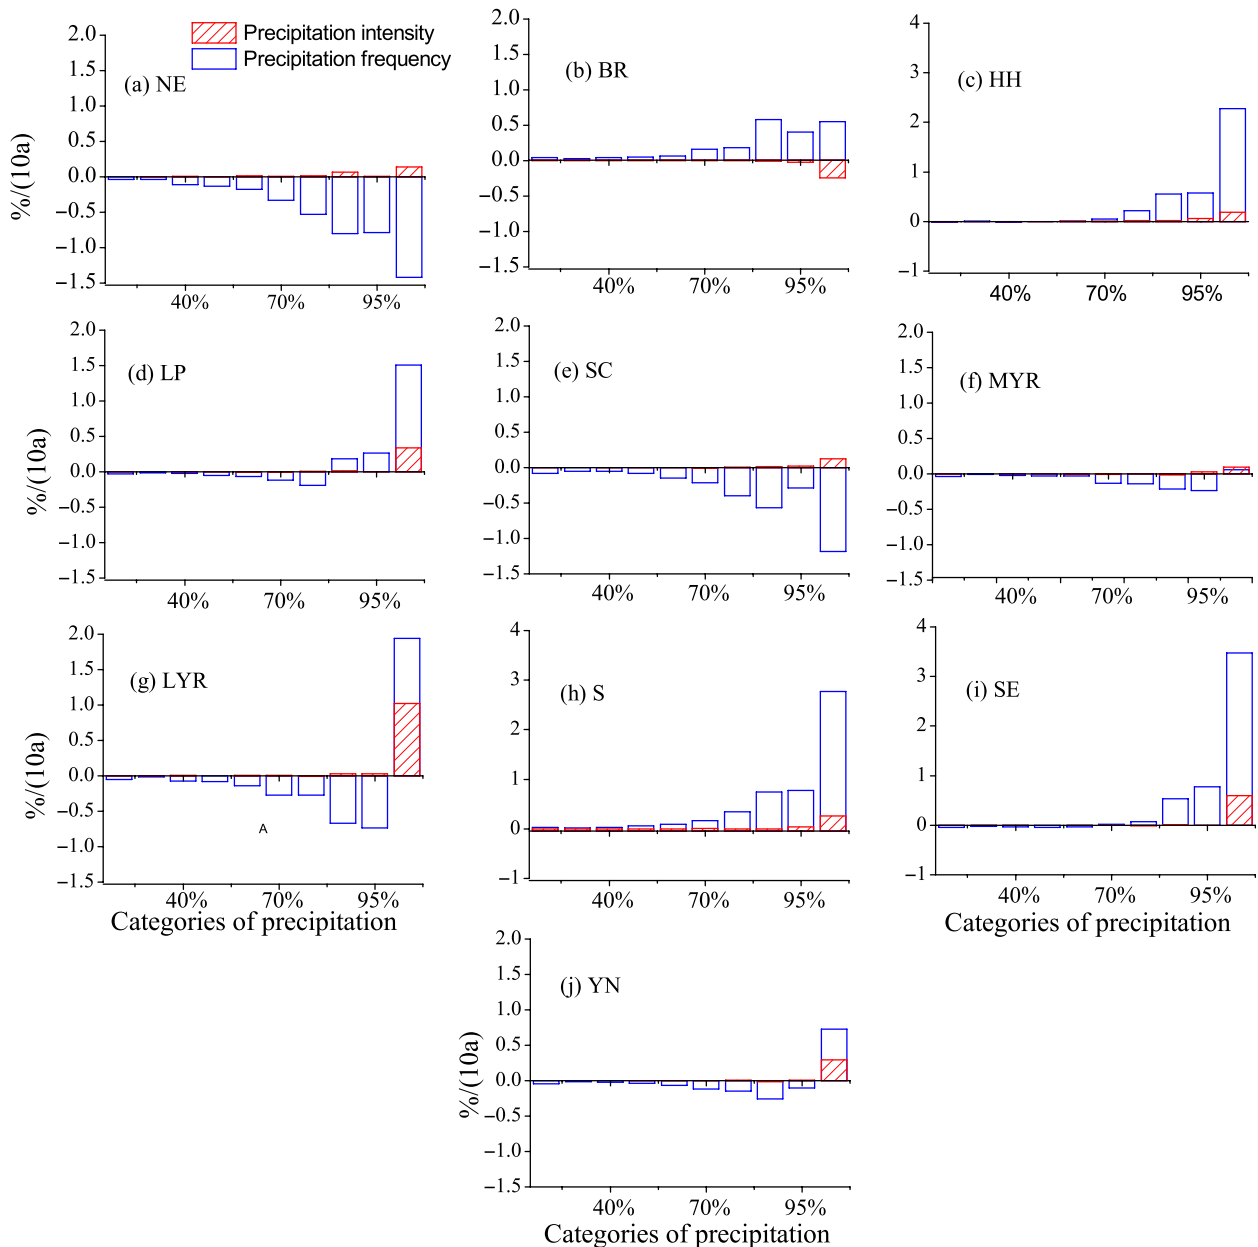 Precipitation intensity
Precipitation frequency
(a) NE
2.0
1.5
1.0
0.5
0.0
−0.5
−1.0
−1.5
%/(10a)
40% 70% 95%
(b) BR
2.0
1.5
1.0
0.5
0.0
−0.5
−1.0
−1.5
40% 70% 95%
(c) HH
4
3
2
1
0
−1
40% 70% 95%
(d) LP
2.0
1.5
1.0
0.5
0.0
−0.5
−1.0
−1.5
%/(10a)
40% 70% 95%
(e) SC
2.0
1.5
1.0
0.5
0.0
−0.5
−1.0
−1.5
40% 70% 95%
(f) MYR
2.0
1.5
1.0
0.5
0.0
−0.5
−1.0
−1.5
40% 70% 95%
(g) LYR
2.0
1.5
1.0
0.5
0.0
−0.5
−1.0
−1.5
%/(10a)
A
40% 70% 95%
Categories of precipitation
(h) S
4
3
2
1
0
−1
40% 70% 95%
(i) SE
4
3
2
1
0
−1
40% 70% 95%
Categories of precipitation
(j) YN
2.0
1.5
1.0
0.5
0.0
−0.5
−1.0
−1.5
%/(10a)
40% 70% 95%
Categories of precipitation